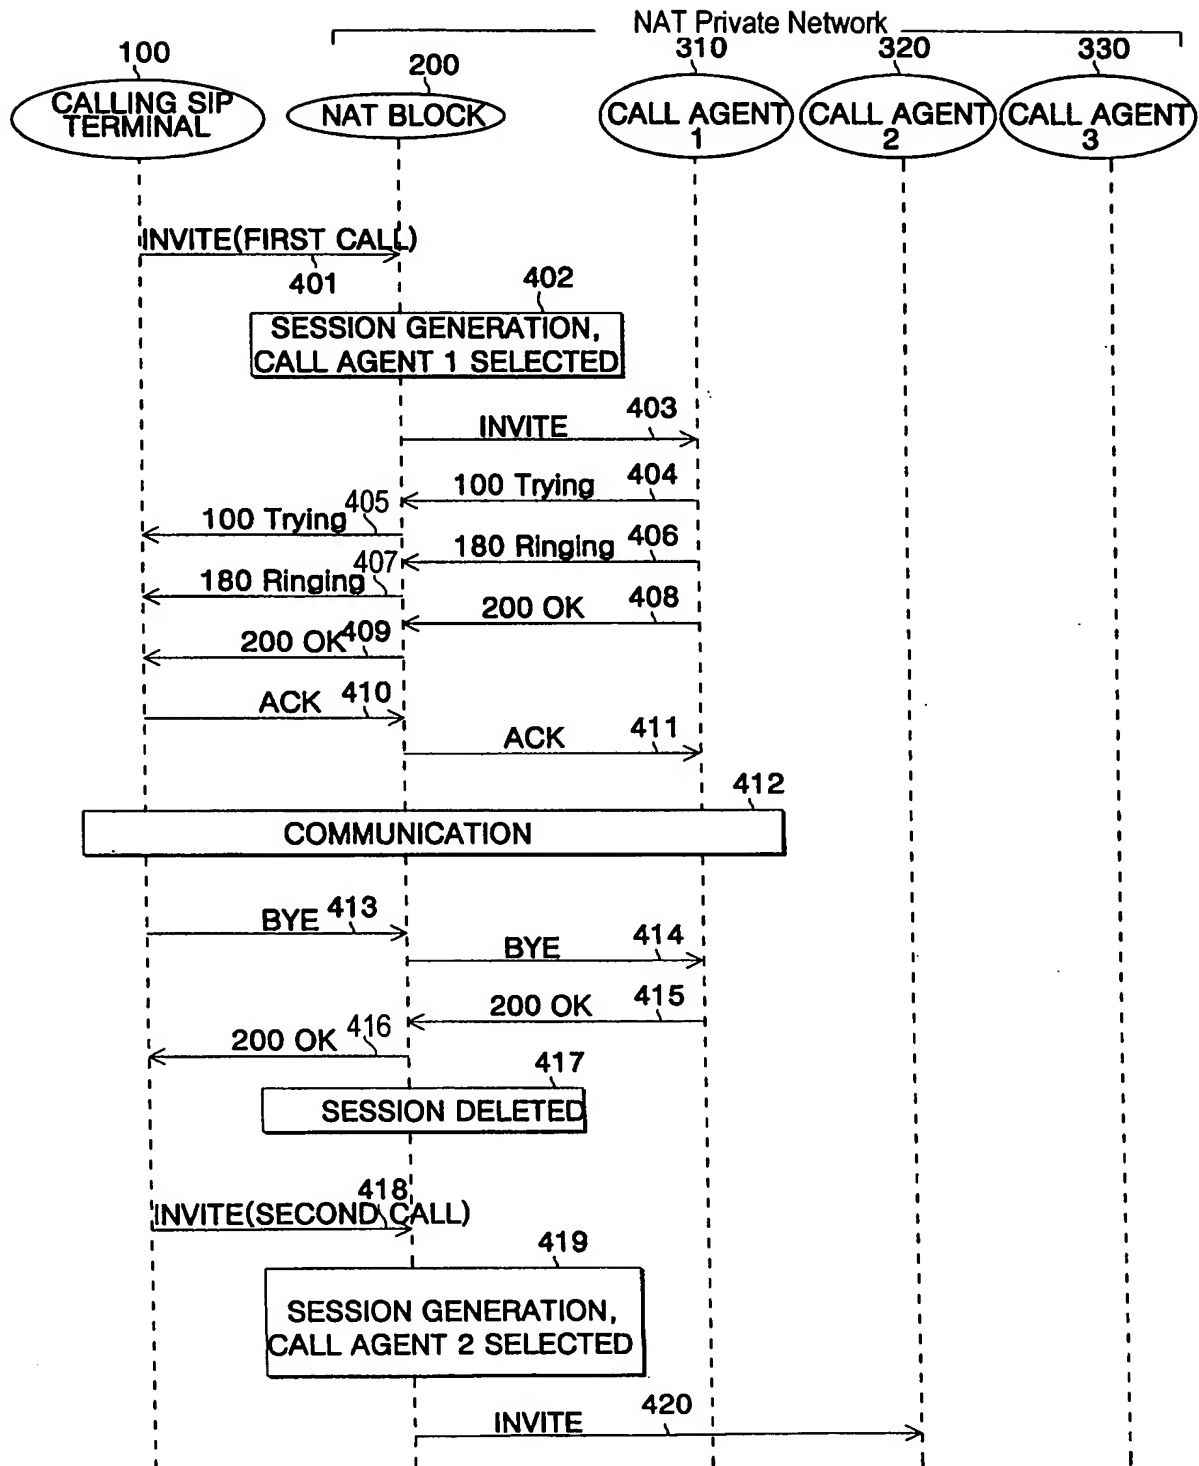 NAT Private Network
100
200
310
320
330
CALLING SIP
TERMINAL
NAT BLOCK
CALL AGENT
1
CALL AGENT
2
CALL AGENT
3
INVITE(FIRST CALL)
401
402
SESSION GENERATION,
CALL AGENT 1 SELECTED
INVITE
403
100 Trying
404
100 Trying
405
180 Ringing
406
180 Ringing
407
200 OK
408
200 OK
409
ACK
410
ACK
411
412
COMMUNICATION
BYE
413
BYE
414
200 OK
415
200 OK
416
417
SESSION DELETED
418
INVITE(SECOND CALL)
419
SESSION GENERATION,
CALL AGENT 2 SELECTED
INVITE
420